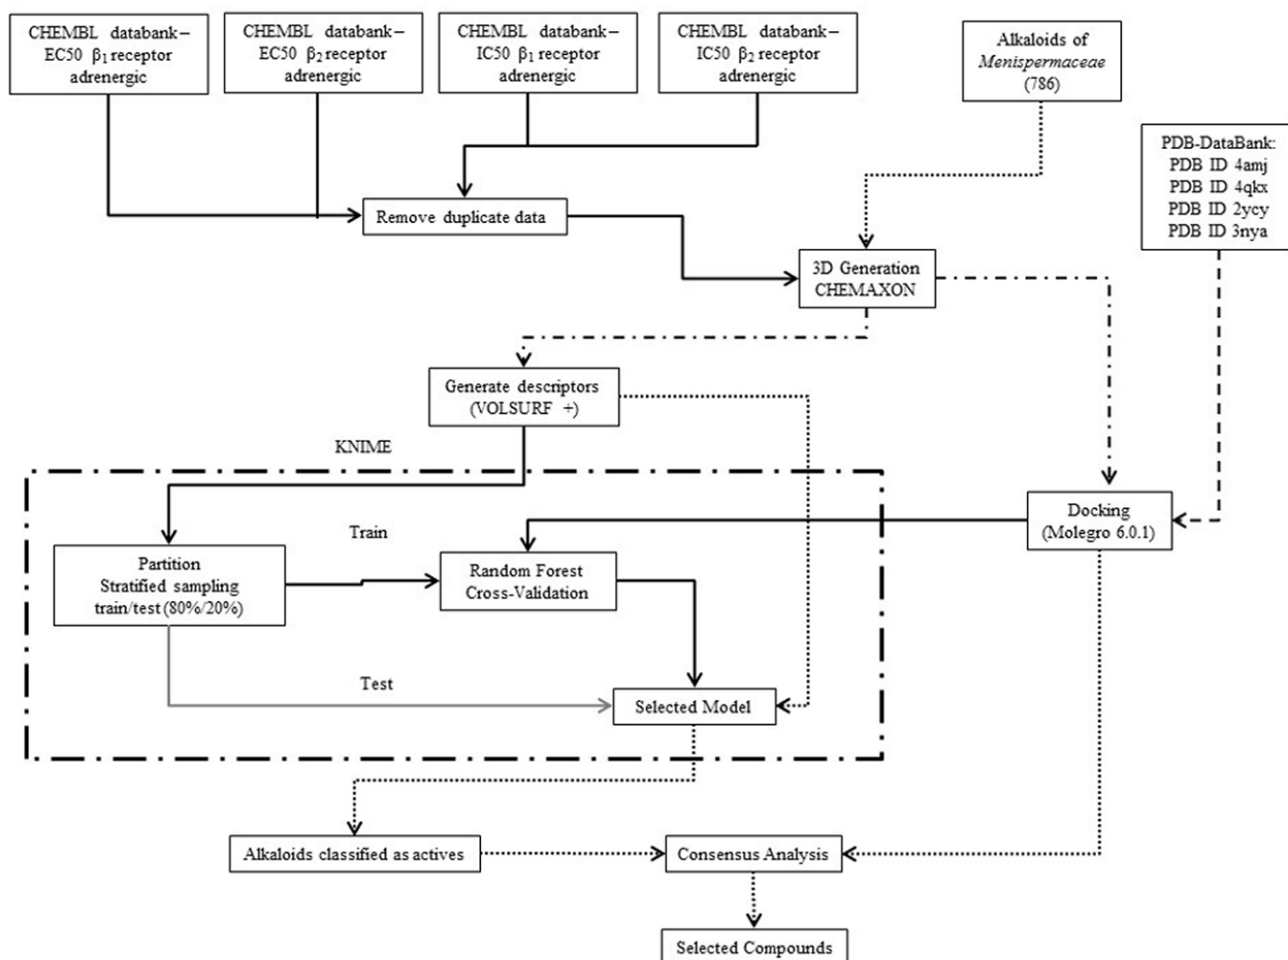 CHEMBL databank–
EC50 β1 receptor
adrenergic
CHEMBL databank–
EC50 β2 receptor
adrenergic
CHEMBL databank–
IC50 β1 receptor
adrenergic
CHEMBL databank–
IC50 β2 receptor
adrenergic
Alkaloids of
Menispermaceae
(786)
PDB-DataBank:
PDB ID 4amj
PDB ID 4qkx
PDB ID 2ycy
PDB ID 3nya
Remove duplicate data
3D Generation
CHEMAXON
Generate descriptors
(VOLSURF +)
KNIME
Docking
(Molegro 6.0.1)
Train
Partition
Stratified sampling
train/test (80%/20%)
Random Forest
Cross-Validation
Test
Selected Model
Alkaloids classified as actives
Consensus Analysis
Selected Compounds